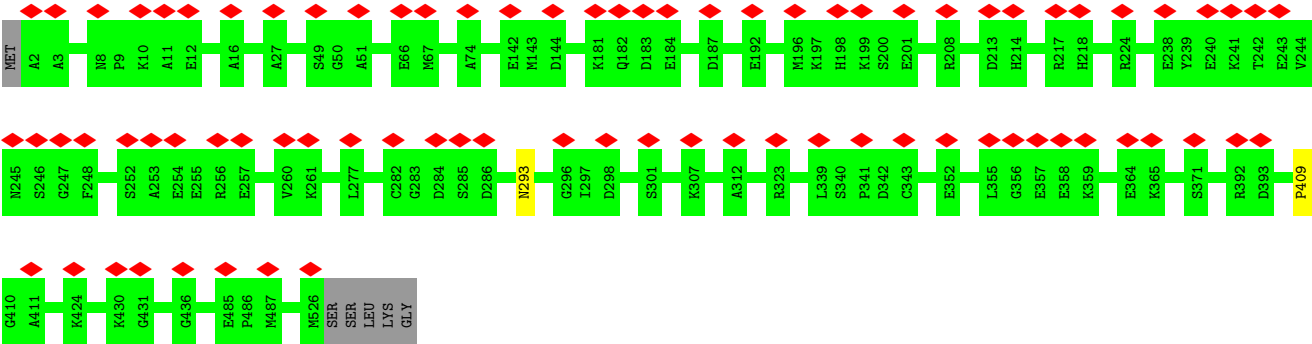 MET A2 A3 N8 P9 K10 A11 E12 A16 A27 S49 G50 A51 E66 M67 A74 E142 M143 D144 K181 Q182 D183 E184 D187 E192 M196 K197 H198 K199 S200 E201 R208 D213 H214 R217 H218 R224 E238 Y239 E240 K241 T242 E243 V244
N245 S246 G247 F248 S252 A253 E254 E255 R256 E257 V260 K261 L277 C282 G283 D284 S285 D286 N293 G296 I297 D298 S301 K307 A312 R323 L339 S340 P341 D342 C343 E352 L355 G356 E357 E358 K359 E364 K365 S371 R392 D393 P409
G410 A411 K424 K430 G431 G436 E485 P486 M487 M526 SER SER LEU LYS GLY